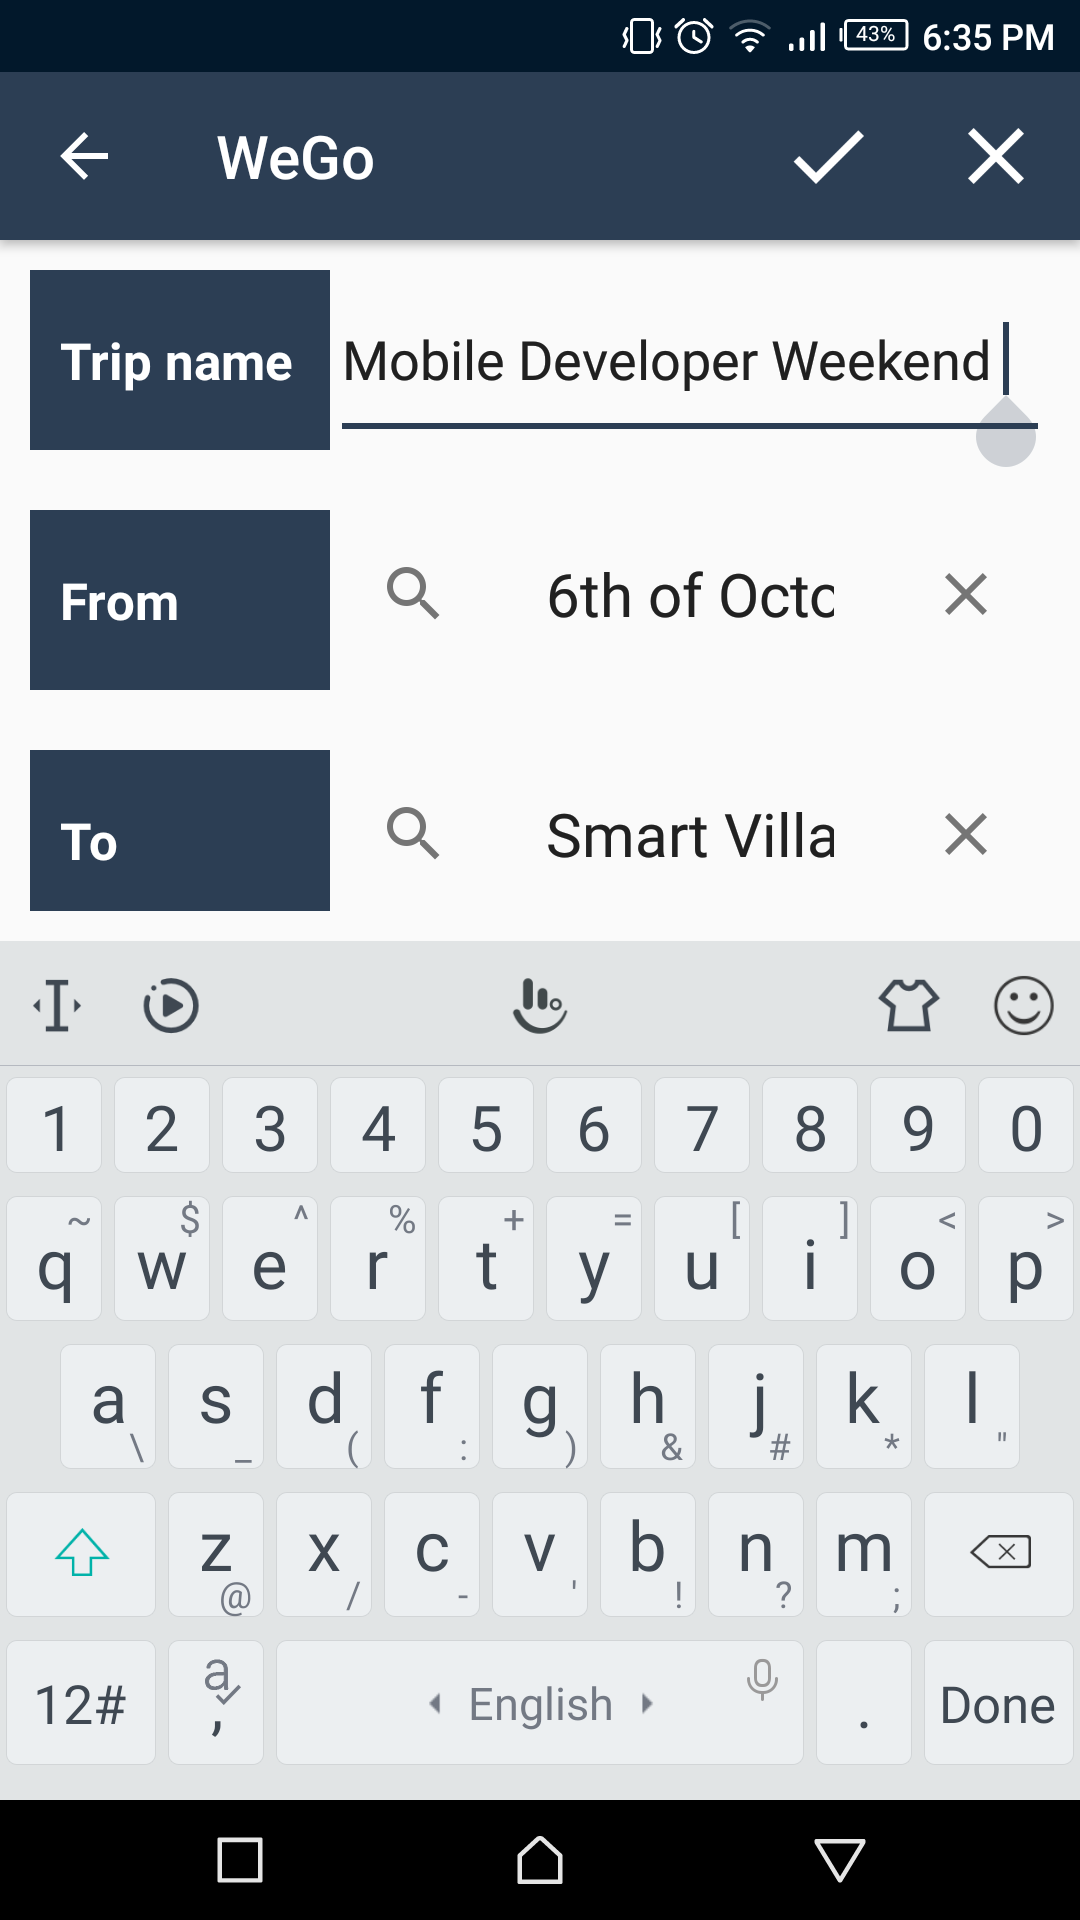 43% 6:35 PM
WeGo
Trip name Mobile Developer Weekend
From 6th of Octo
To Smart Villa
1 2 3 4 5 6 7 8 9 0
~ $ ^ % + = [ ] < >
q w e r t y u i o p
a s d f g h j k l
\ _ ( : ) & # * "
z x c v b n m
@ / - ' ! ? ;
12# a , English . Done